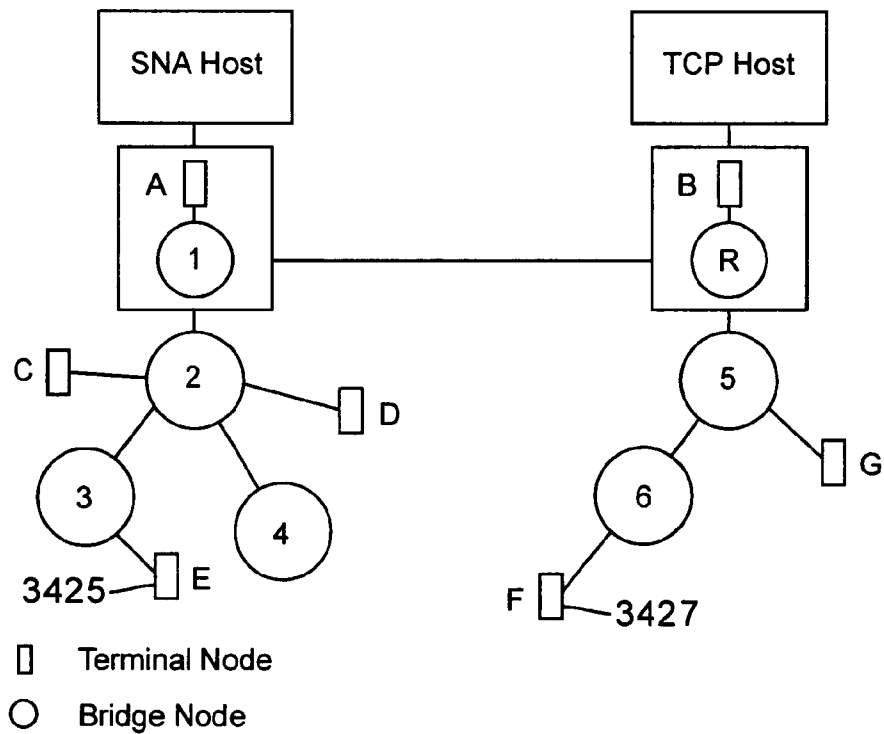 SNA Host
TCP Host
A
B
1
R
C
2
D
5
G
3
4
6
E
3425
F
3427
Terminal Node
Bridge Node